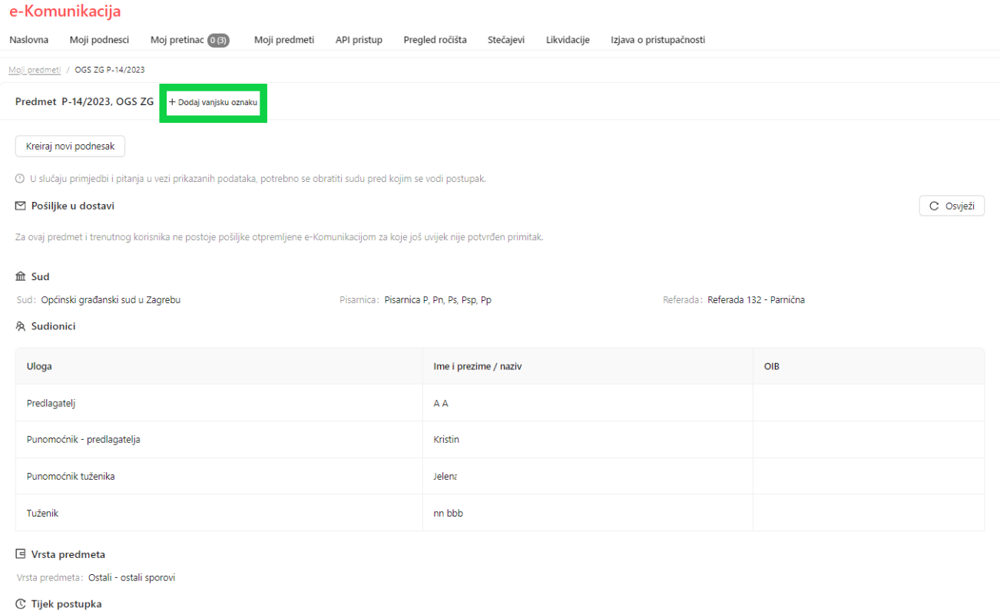 e-Komunikacija
Naslovna Moji podnesci Moj pretinac 0 (3) Moji predmeti API pristup Pregled ročišta Stečajevi Likvidacije Izjava o pristupačnosti
Moji predmeti / OGS ZG P-14/2023
Predmet P-14/2023, OGS ZG + Dodaj vanjsku oznaku
Kreiraj novi podnesak
U slučaju primjedbi i pitanja u vezi prikazanih podataka, potrebno se obratiti sudu pred kojim se vodi postupak.
Pošiljke u dostavi Osvježi
Za ovaj predmet i trenutnog korisnika ne postoje pošiljke otpremljene e-Komunikacijom za koje još uvijek nije potvrđen primitak.
Sud
Sud: Općinski građanski sud u Zagrebu Pisarnica: Pisarnica P, Pn, Ps, Psp, Pp Referada: Referada 132 - Parnična
Sudionici
Uloga Ime i prezime / naziv OIB
Predlagatelj A A
Punomoćnik - predlagatelja Kristin
Punomoćnik tuženika Jelena
Tuženik nn bbb
Vrsta predmeta
Vrsta predmeta: Ostali - ostali sporovi
Tijek postupka